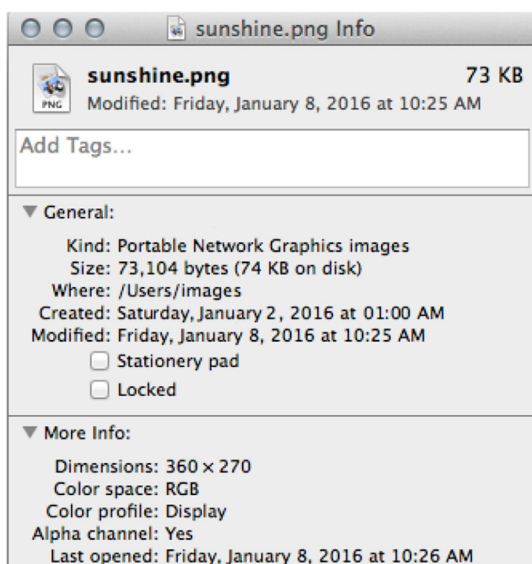 sunshine.png Info
sunshine.png 73 KB
PNG
Modified: Friday, January 8, 2016 at 10:25 AM
Add Tags...
General:
Kind: Portable Network Graphics images
Size: 73,104 bytes (74 KB on disk)
Where: /Users/images
Created: Saturday, January 2, 2016 at 01:00 AM
Modified: Friday, January 8, 2016 at 10:25 AM
Stationery pad
Locked
More Info:
Dimensions: 360 × 270
Color space: RGB
Color profile: Display
Alpha channel: Yes
Last opened: Friday, January 8, 2016 at 10:26 AM